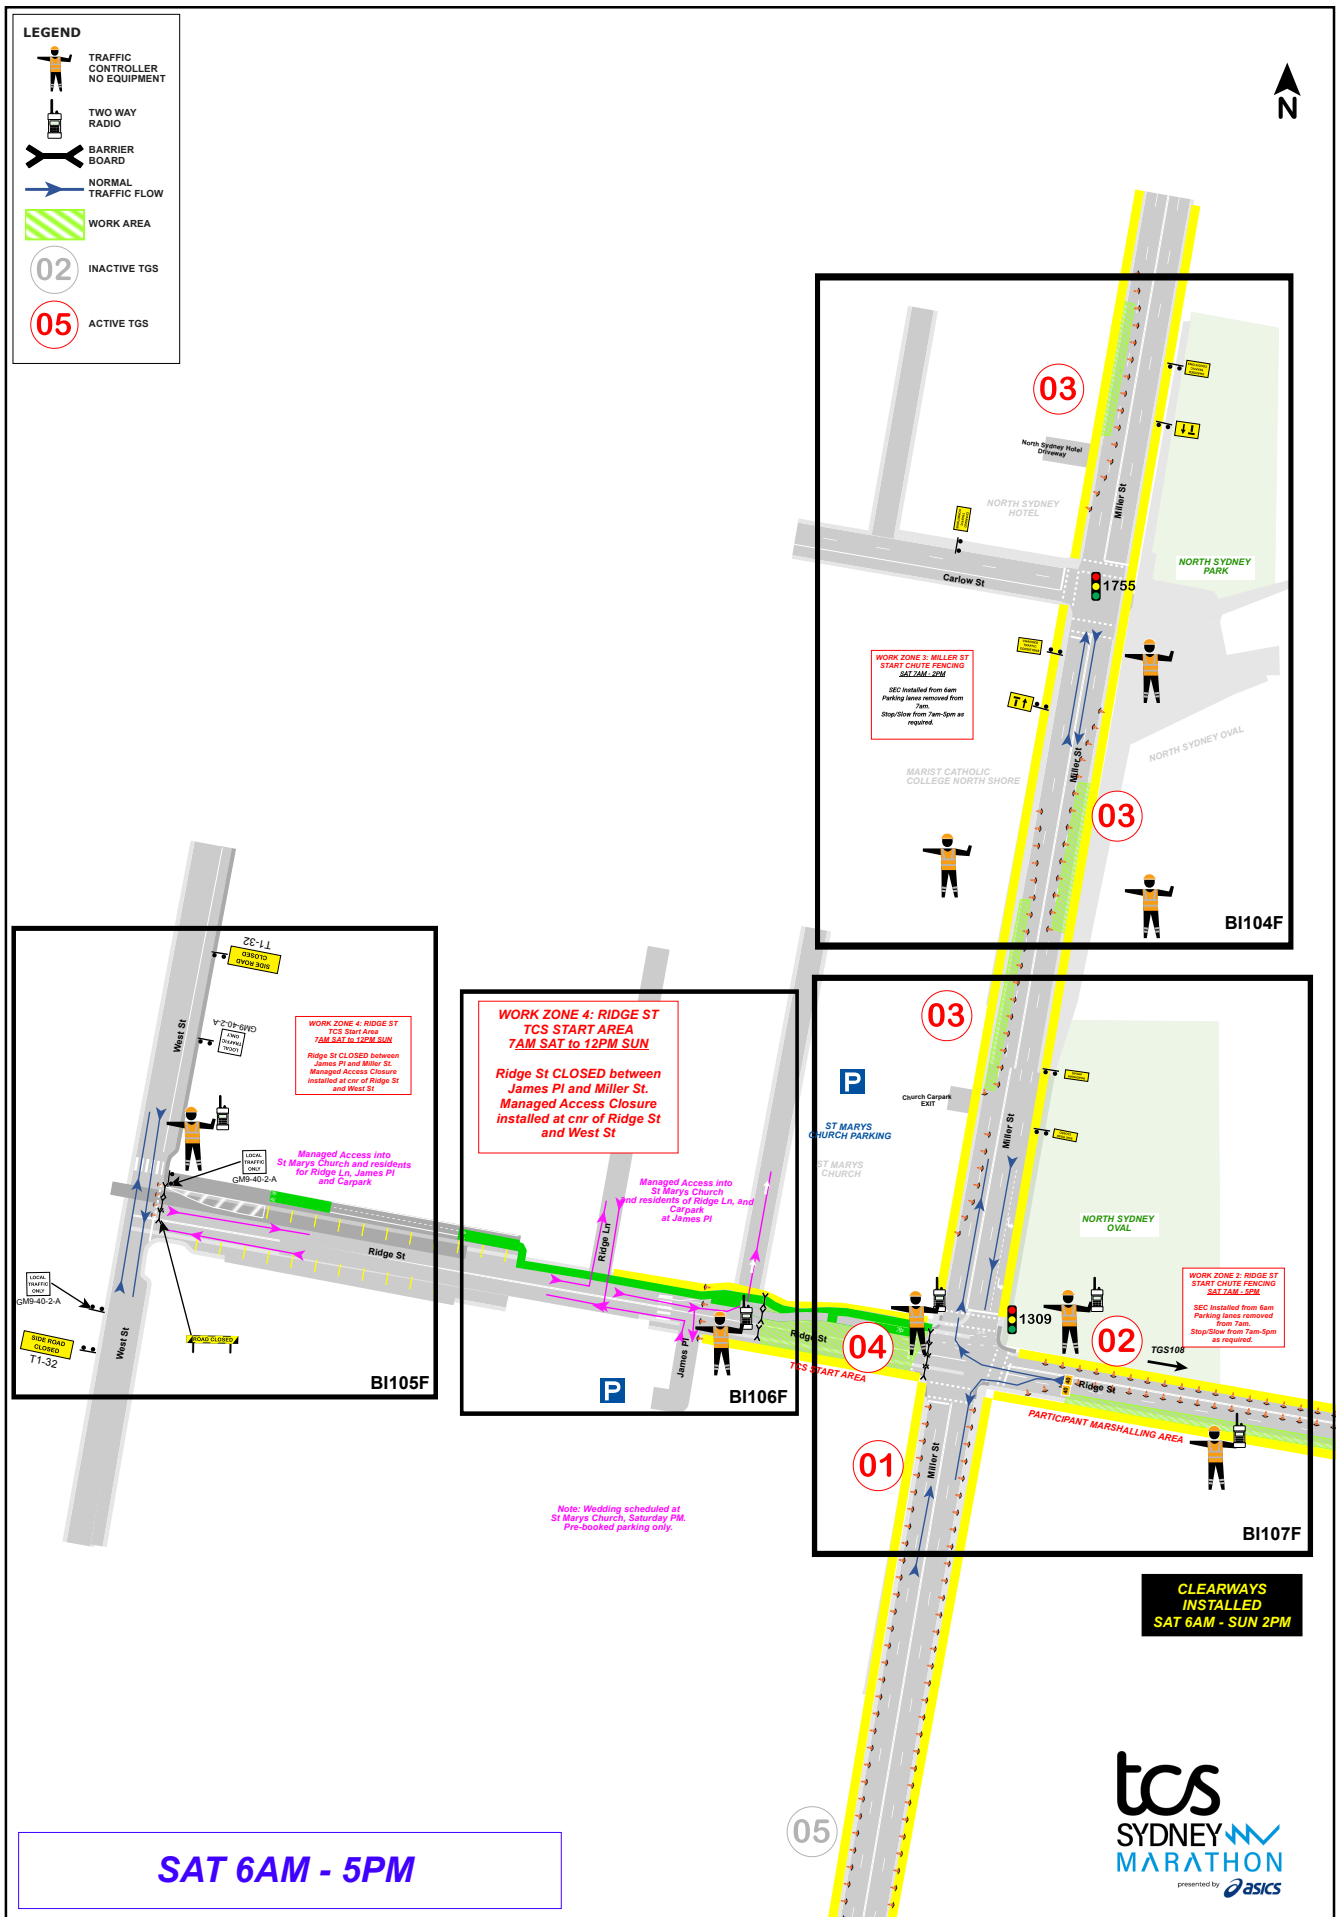 LEGEND
TRAFFIC
CONTROLLER
NO EQUIPMENT
TWO WAY
RADIO
BARRIER
BOARD
NORMAL
TRAFFIC FLOW
WORK AREA
02
INACTIVE TGS
05
ACTIVE TGS
N
03
North Sydney Hotel
Driveway
Miller St
NORTH SYDNEY
HOTEL
NORTH SYDNEY
PARK
Carlow St
1755
WORK ZONE 3: MILLER ST
START CHUTE FENCING
SAT 7AM - 2PM
SEC Installed from 6am
Parking lanes removed from
7am.
Stop/Slow from 7am-5pm as
required.
NORTH SYDNEY OVAL
MARIST CATHOLIC
COLLEGE NORTH SHORE
Miller St
03
BI104F
T1-32
SIDE ROAD
CLOSED
GM9-40-2-A
LOCAL
TRAFFIC
ONLY
West St
WORK ZONE 4: RIDGE ST
TCS Start Area
7AM SAT to 12PM SUN
Ridge St CLOSED between
James Pl and Miller St.
Managed Access Closure
installed at cnr of Ridge St
and West St
LOCAL
TRAFFIC
ONLY
GM9-40-2-A
Managed Access into
St Marys Church and residents
for Ridge Ln, James Pl
and Carpark
Ridge St
LOCAL
TRAFFIC
ONLY
GM9-40-2-A
SIDE ROAD
CLOSED
T1-32
West St
ROAD CLOSED
BI105F
WORK ZONE 4: RIDGE ST
TCS START AREA
7AM SAT to 12PM SUN
Ridge St CLOSED between
James Pl and Miller St.
Managed Access Closure
installed at cnr of Ridge St
and West St
Managed Access into
St Marys Church
and residents of Ridge Ln, and
Carpark
at James Pl
Ridge Ln
James Pl
P
BI106F
03
P
Church Carpark
EXIT
ST MARYS
CHURCH PARKING
ST MARYS
CHURCH
Miller St
NORTH SYDNEY
OVAL
WORK ZONE 2: RIDGE ST
START CHUTE FENCING
SAT 7AM - 5PM
SEC Installed from 6am
Parking lanes removed
from 7am.
Stop/Slow from 7am-5pm
as required.
1309
02
TGS108
Ridge St
04
TCS START AREA
Ridge St
PARTICIPANT MARSHALLING AREA
01
Miller St
BI107F
Note: Wedding scheduled at
St Marys Church, Saturday PM.
Pre-booked parking only.
CLEARWAYS
INSTALLED
SAT 6AM - SUN 2PM
05
SAT 6AM - 5PM
tcs
SYDNEY
MARATHON
presented by asics